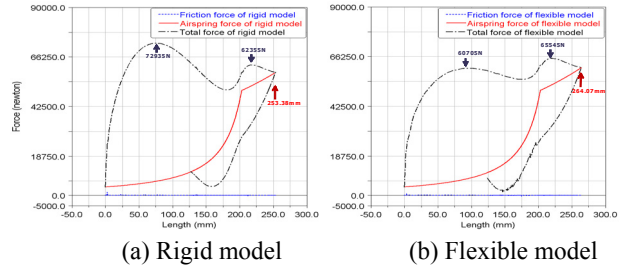 Friction force of rigid model
Airspring force of rigid model
Total force of rigid model
90000.0
66250.0
42500.0
18750.0
0.0
-5000.0
Force (newton)
72935N
62355N
253.38mm
-50.0 0.0 50.0 100.0 150.0 200.0 250.0 300.0
Length (mm)
(a) Rigid model
Friction force of flexible model
Airspring force of flexible model
Total force of flexible model
90000.0
66250.0
42500.0
18750.0
0.0
-5000.0
60705N
65545N
264.07mm
-50.0 0.0 50.0 100.0 150.0 200.0 250.0 300.0
Length (mm)
(b) Flexible model